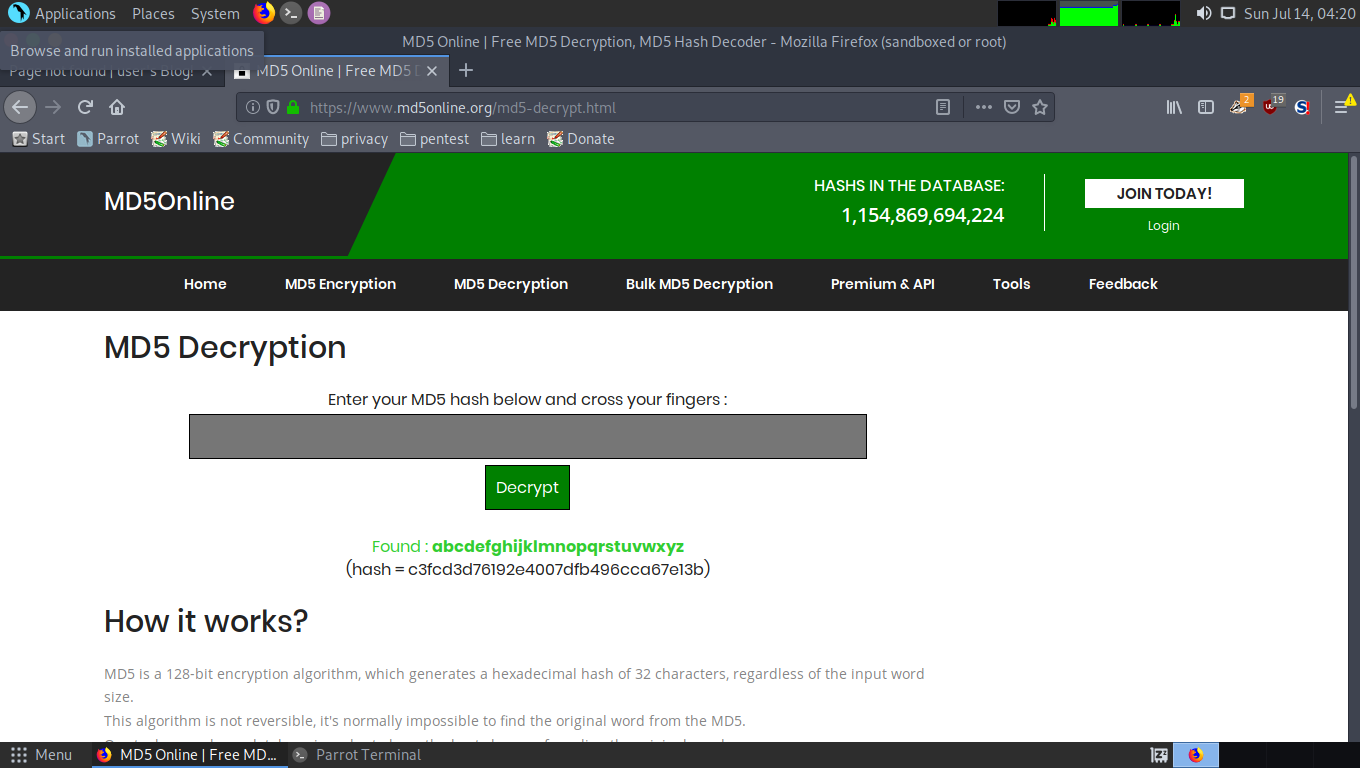 Applications Places System Sun Jul 14, 04:20
Browse and run installed applications
MD5 Online | Free MD5 Decryption, MD5 Hash Decoder - Mozilla Firefox (sandboxed or root)
Page not found | user's Blog! MD5 Online | Free MD5
https://www.md5online.org/md5-decrypt.html 2 19 S
Start Parrot Wiki Community privacy pentest learn Donate
MD5Online
HASHS IN THE DATABASE:
1,154,869,694,224
JOIN TODAY!
Login
Home MD5 Encryption MD5 Decryption Bulk MD5 Decryption Premium & API Tools Feedback
MD5 Decryption
Enter your MD5 hash below and cross your fingers :
Decrypt
Found : abcdefghijklmnopqrstuvwxyz
(hash = c3fcd3d76192e4007dfb496cca67e13b)
How it works?
MD5 is a 128-bit encryption algorithm, which generates a hexadecimal hash of 32 characters, regardless of the input word
size.
This algorithm is not reversible, it's normally impossible to find the original word from the MD5.
Menu MD5 Online | Free MD... Parrot Terminal